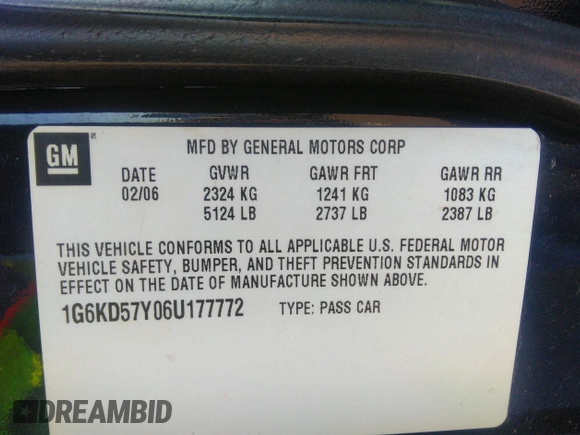 GM
®
MFD BY GENERAL MOTORS CORP
DATE GVWR GAWR FRT GAWR RR
02/06 2324 KG 1241 KG 1083 KG
5124 LB 2737 LB 2387 LB
THIS VEHICLE CONFORMS TO ALL APPLICABLE U.S. FEDERAL MOTOR
VEHICLE SAFETY, BUMPER, AND THEFT PREVENTION STANDARDS IN
EFFECT ON THE DATE OF MANUFACTURE SHOWN ABOVE.
1G6KD57Y06U177772 TYPE: PASS CAR
DREAMBID